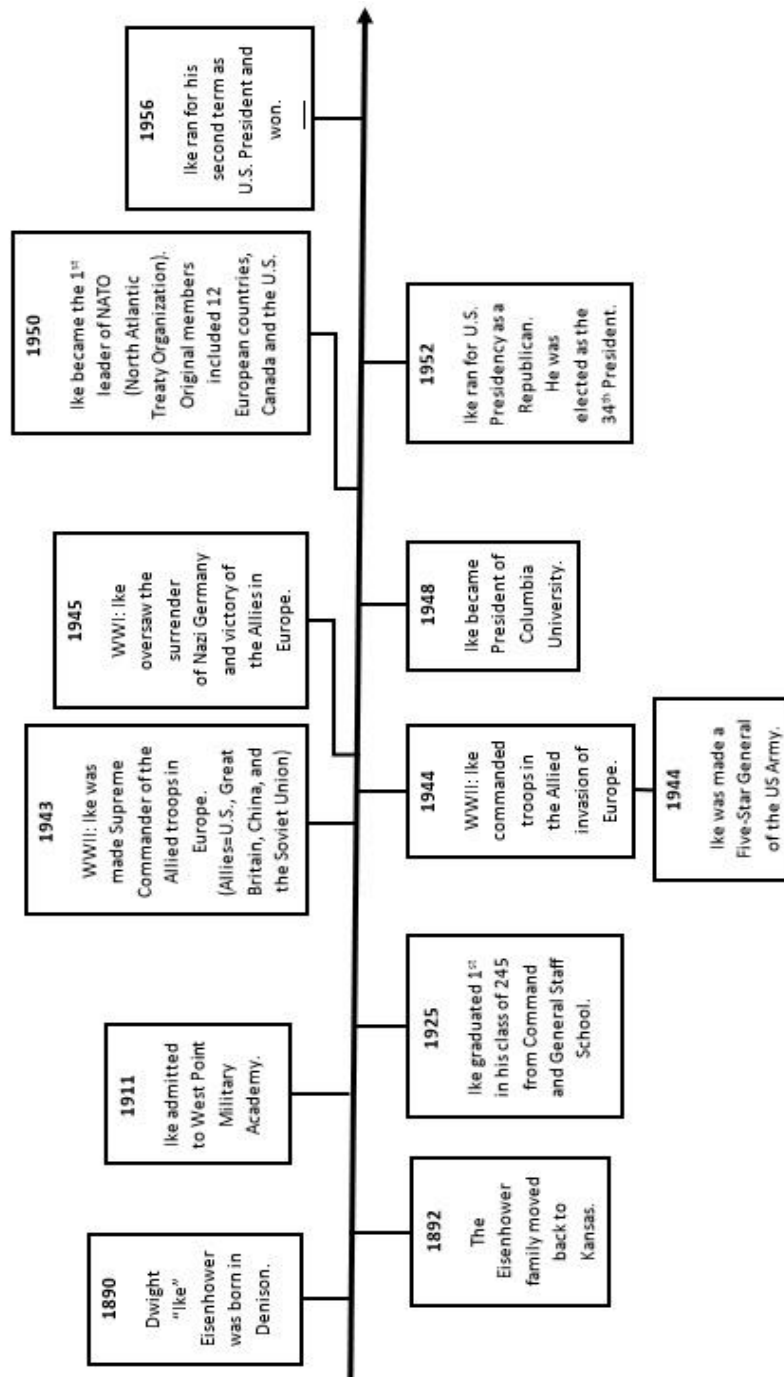 1890
Dwight
“Ike”
Eisenhower
was born in
Denison.
1892
The
Eisenhower
family moved
back to
Kansas.
1911
Ike admitted
to West Point
Military
Academy.
1925
Ike graduated 1st
in his class of 245
from Command
and General Staff
School.
1943
WWII: Ike was
made Supreme
Commander of the
Allied troops in
Europe.
(Allies=U.S., Great
Britain, China, and
the Soviet Union)
1944
WWII: Ike
commanded
troops in
the Allied
invasion of
Europe.
1944
Ike was made a
Five-Star General
of the US Army.
1945
WWI: Ike
oversaw the
surrender
of Nazi Germany
and victory of
the Allies in
Europe.
1948
Ike became
President of
Columbia
University.
1950
Ike became the 1st
leader of NATO
(North Atlantic
Treaty Organization).
Original members
included 12
European countries,
Canada and the U.S.
1952
Ike ran for U.S.
Presidency as a
Republican.
He was
elected as the
34th President.
1956
Ike ran for his
second term as
U.S. President and
won.